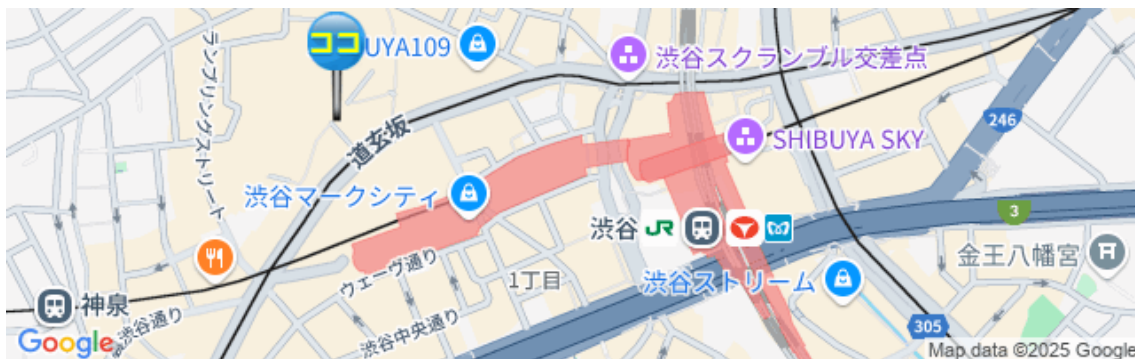 ココ
UYA109
渋谷スクランブル交差点
246
ランブリングストリート
道玄坂
SHIBUYA SKY
渋谷マークシティ
3
渋谷
JR
ウェーヴ通り
1丁目
渋谷ストリーム
金王八幡宮
神泉
渋谷通り
渋谷中央通り
305
Google
Map data ©2025 Google